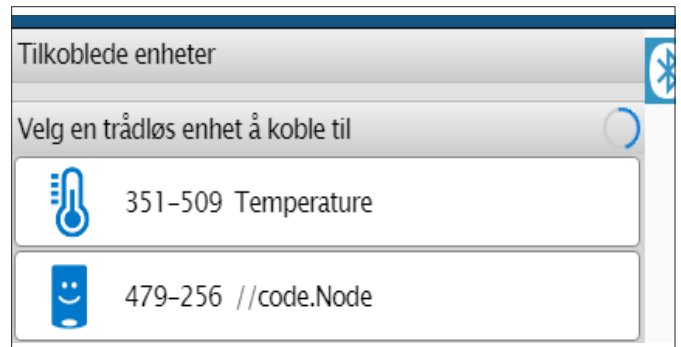 Tilkoblede enheter
Velg en trådløs enhet å koble til
351–509 Temperature
479–256 //code.Node